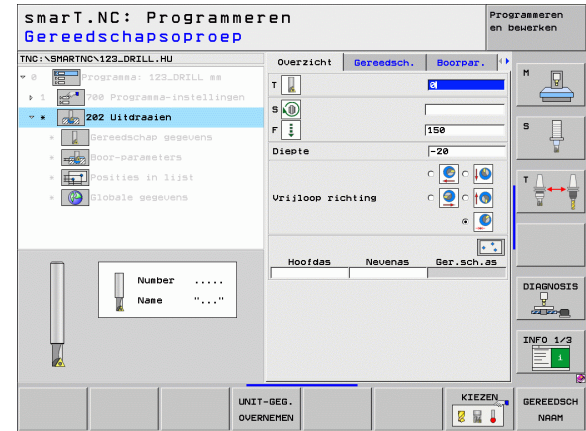 smarT.NC: Programmeren
Gereedschapsoproep
Programmeren
en bewerken
TNC:\SMARTNC\123_DRILL.HU
0 Programma: 123_DRILL mm
1 700 Programma-instellingen
* 202 Uitdraaien
* Gereedschap gegevens
* Boor-parameters
* Posities in lijst
* Globale gegevens
Number .....
Name "..."
Overzicht Gereedsch. Boorpar.
T 0
S
F 150
Diepte -20
Vrijloop richting
Hoofdas Nevenas Ger.sch.as
M
S
T
DIAGNOSIS
INFO 1/3
UNIT-GEG.
OVERNEMEN
KIEZEN
GEREEDSCH
NAAM